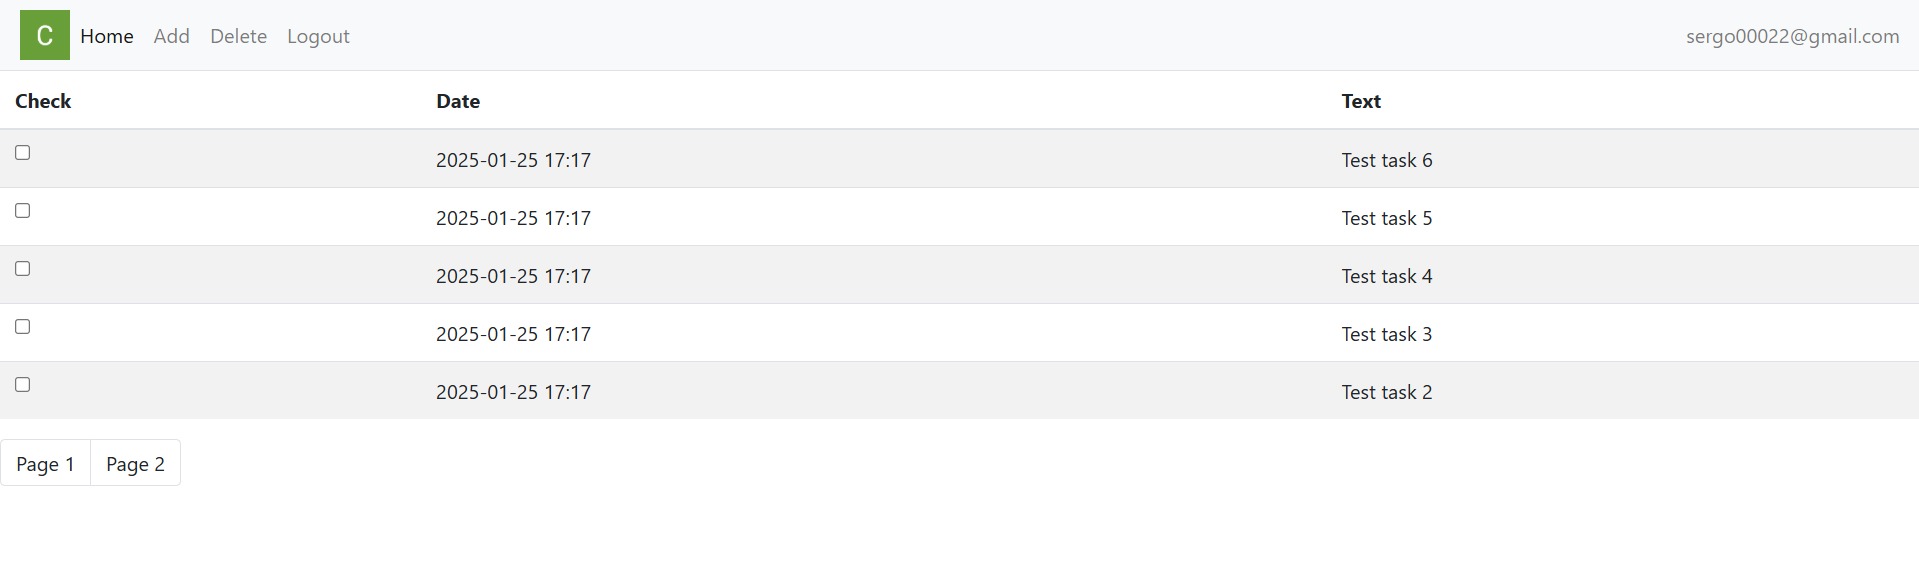 C Home Add Delete Logout sergo00022@gmail.com
Check Date Text
2025-01-25 17:17 Test task 6
2025-01-25 17:17 Test task 5
2025-01-25 17:17 Test task 4
2025-01-25 17:17 Test task 3
2025-01-25 17:17 Test task 2
Page 1 Page 2